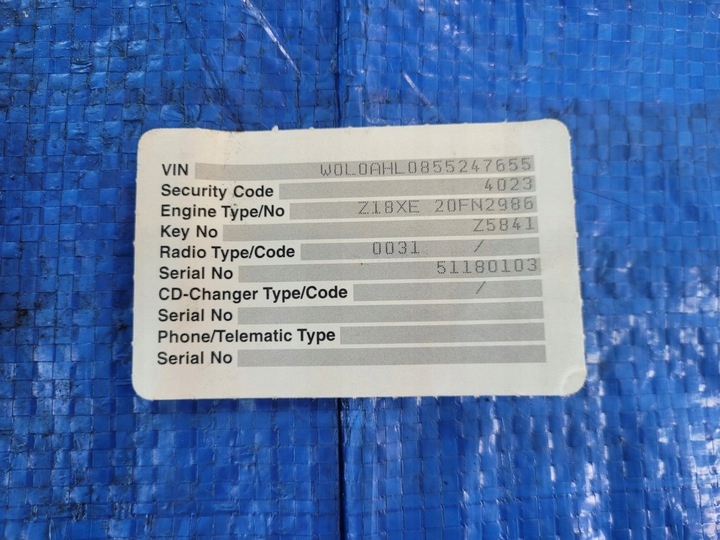 VIN W0L0AHL0855247655
Security Code 4023
Engine Type/No Z18XE 20FN2986
Key No Z5841
Radio Type/Code 0031 /
Serial No 51180103
CD-Changer Type/Code /
Serial No
Phone/Telematic Type
Serial No